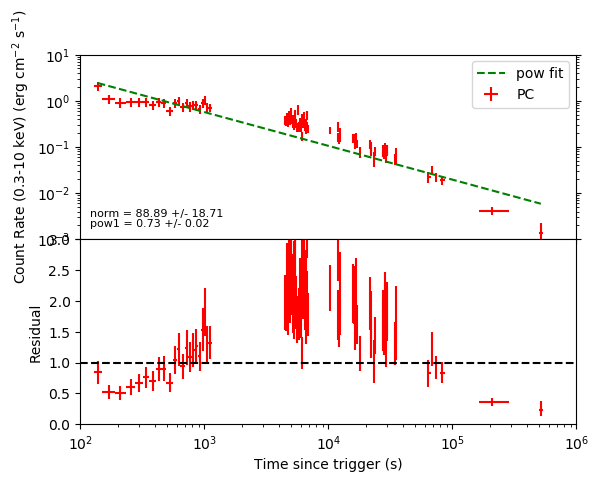 Count Rate (0.3-10 keV) (erg cm⁻² s⁻¹)
10¹
10⁰
10⁻¹
10⁻²
10⁻³
pow fit
PC
norm = 88.89 +/- 18.71
pow1 = 0.73 +/- 0.02
Residual
3.0
2.5
2.0
1.5
1.0
0.5
0.0
10² 10³ 10⁴ 10⁵ 10⁶
Time since trigger (s)